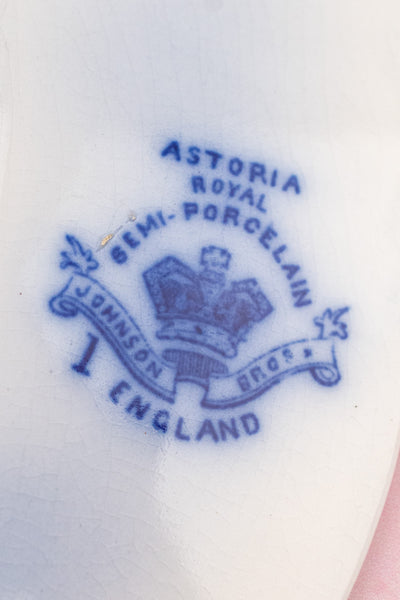 ASTORIA
ROYAL
SEMI-PORCELAIN
JOHNSON BROS
1
ENGLAND